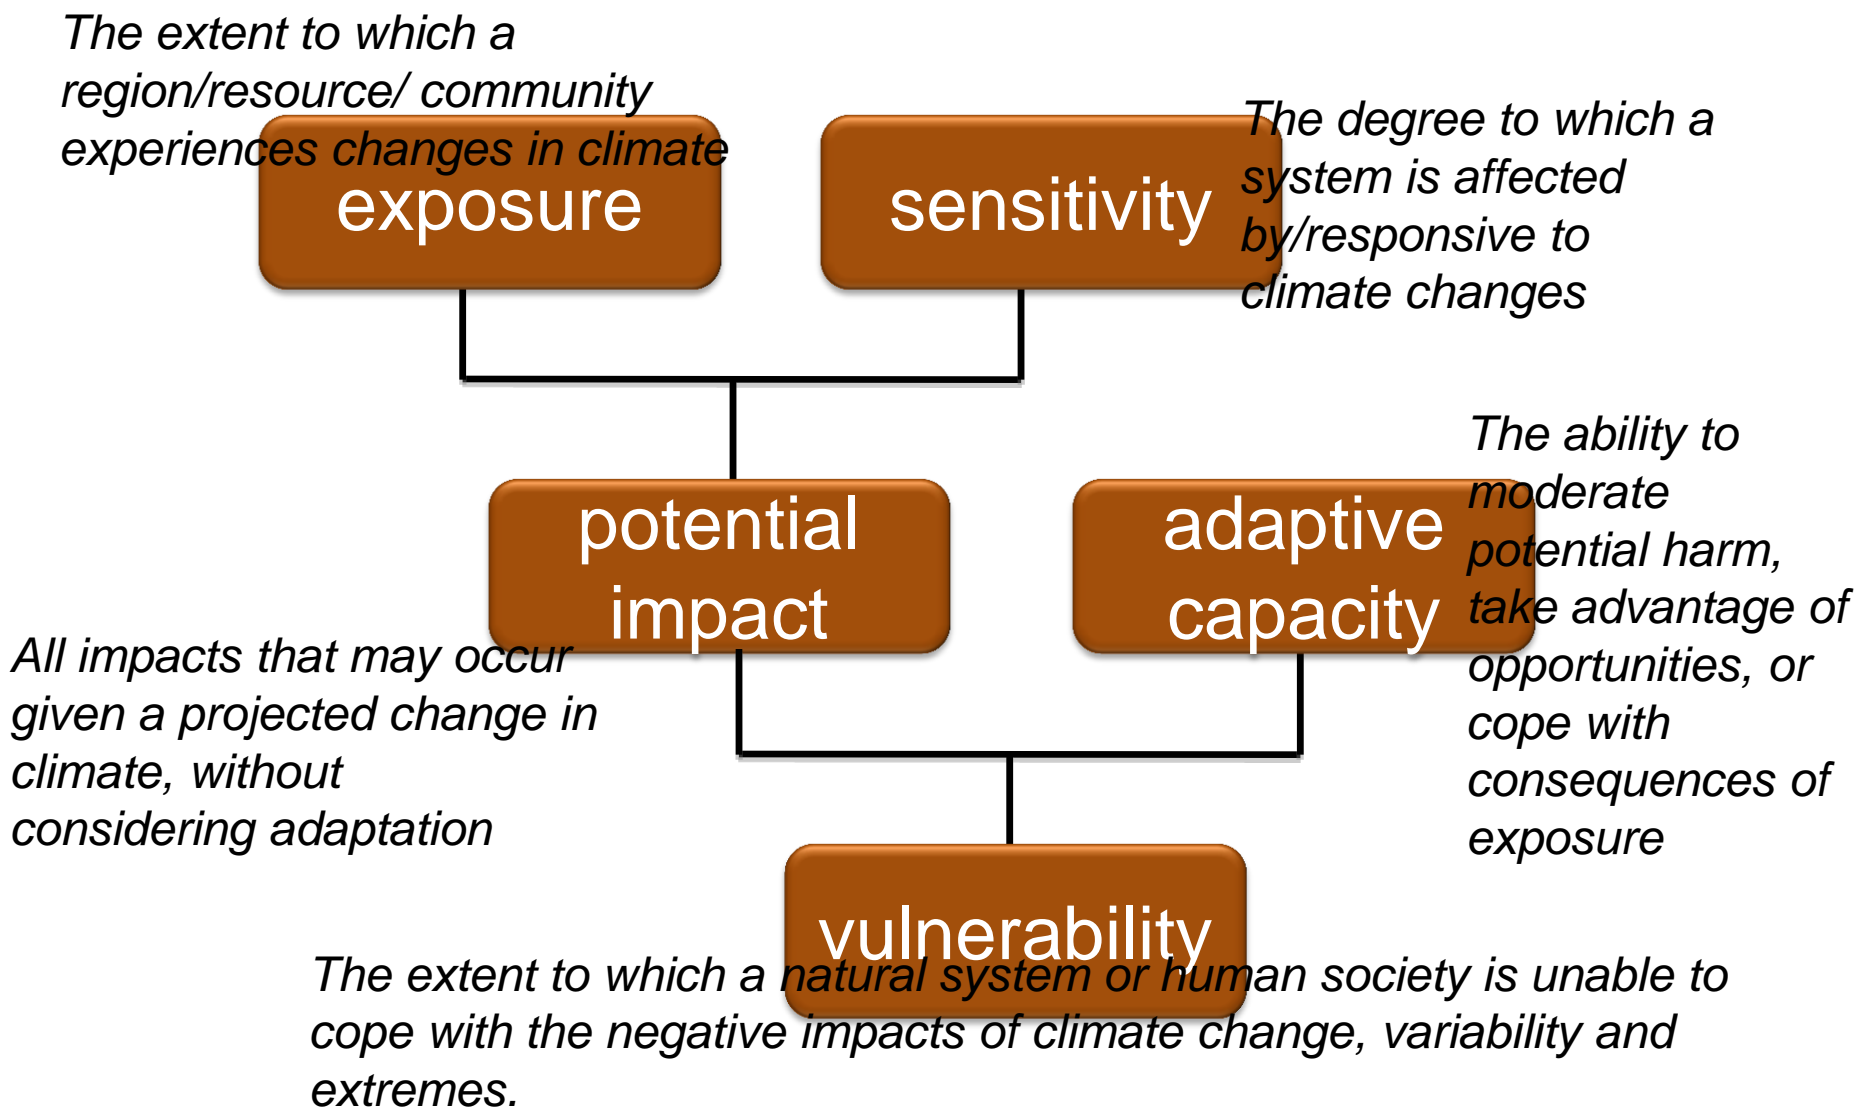 The extent to which a
region/resource/ community
experiences changes in climate
exposure
sensitivity
The degree to which a
system is affected
by/responsive to
climate changes
potential
impact
adaptive
capacity
The ability to
moderate
potential harm,
take advantage of
opportunities, or
cope with
consequences of
exposure
All impacts that may occur
given a projected change in
climate, without
considering adaptation
vulnerability
The extent to which a natural system or human society is unable to
cope with the negative impacts of climate change, variability and
extremes.